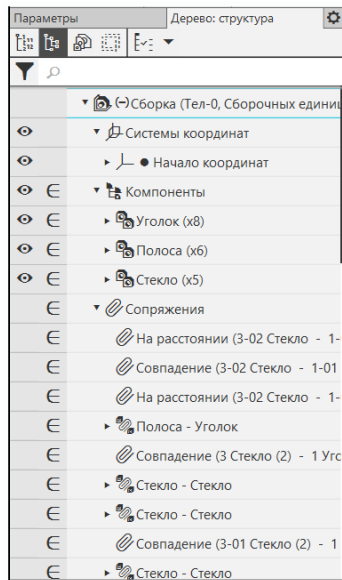 Параметры
Дерево: структура
(−) Сборка (Тел-0, Сборочных едини
Системы координат
● Начало координат
Компоненты
Уголок (x8)
Полоса (x6)
Стекло (x5)
Сопряжения
На расстоянии (3-02 Стекло - 1-
Совпадение (3-02 Стекло - 1-01
На расстоянии (3-02 Стекло - 1-
Полоса - Уголок
Совпадение (3 Стекло (2) - 1 Уго
Стекло - Стекло
Стекло - Стекло
Совпадение (3-01 Стекло (2) - 1
Стекло - Стекло